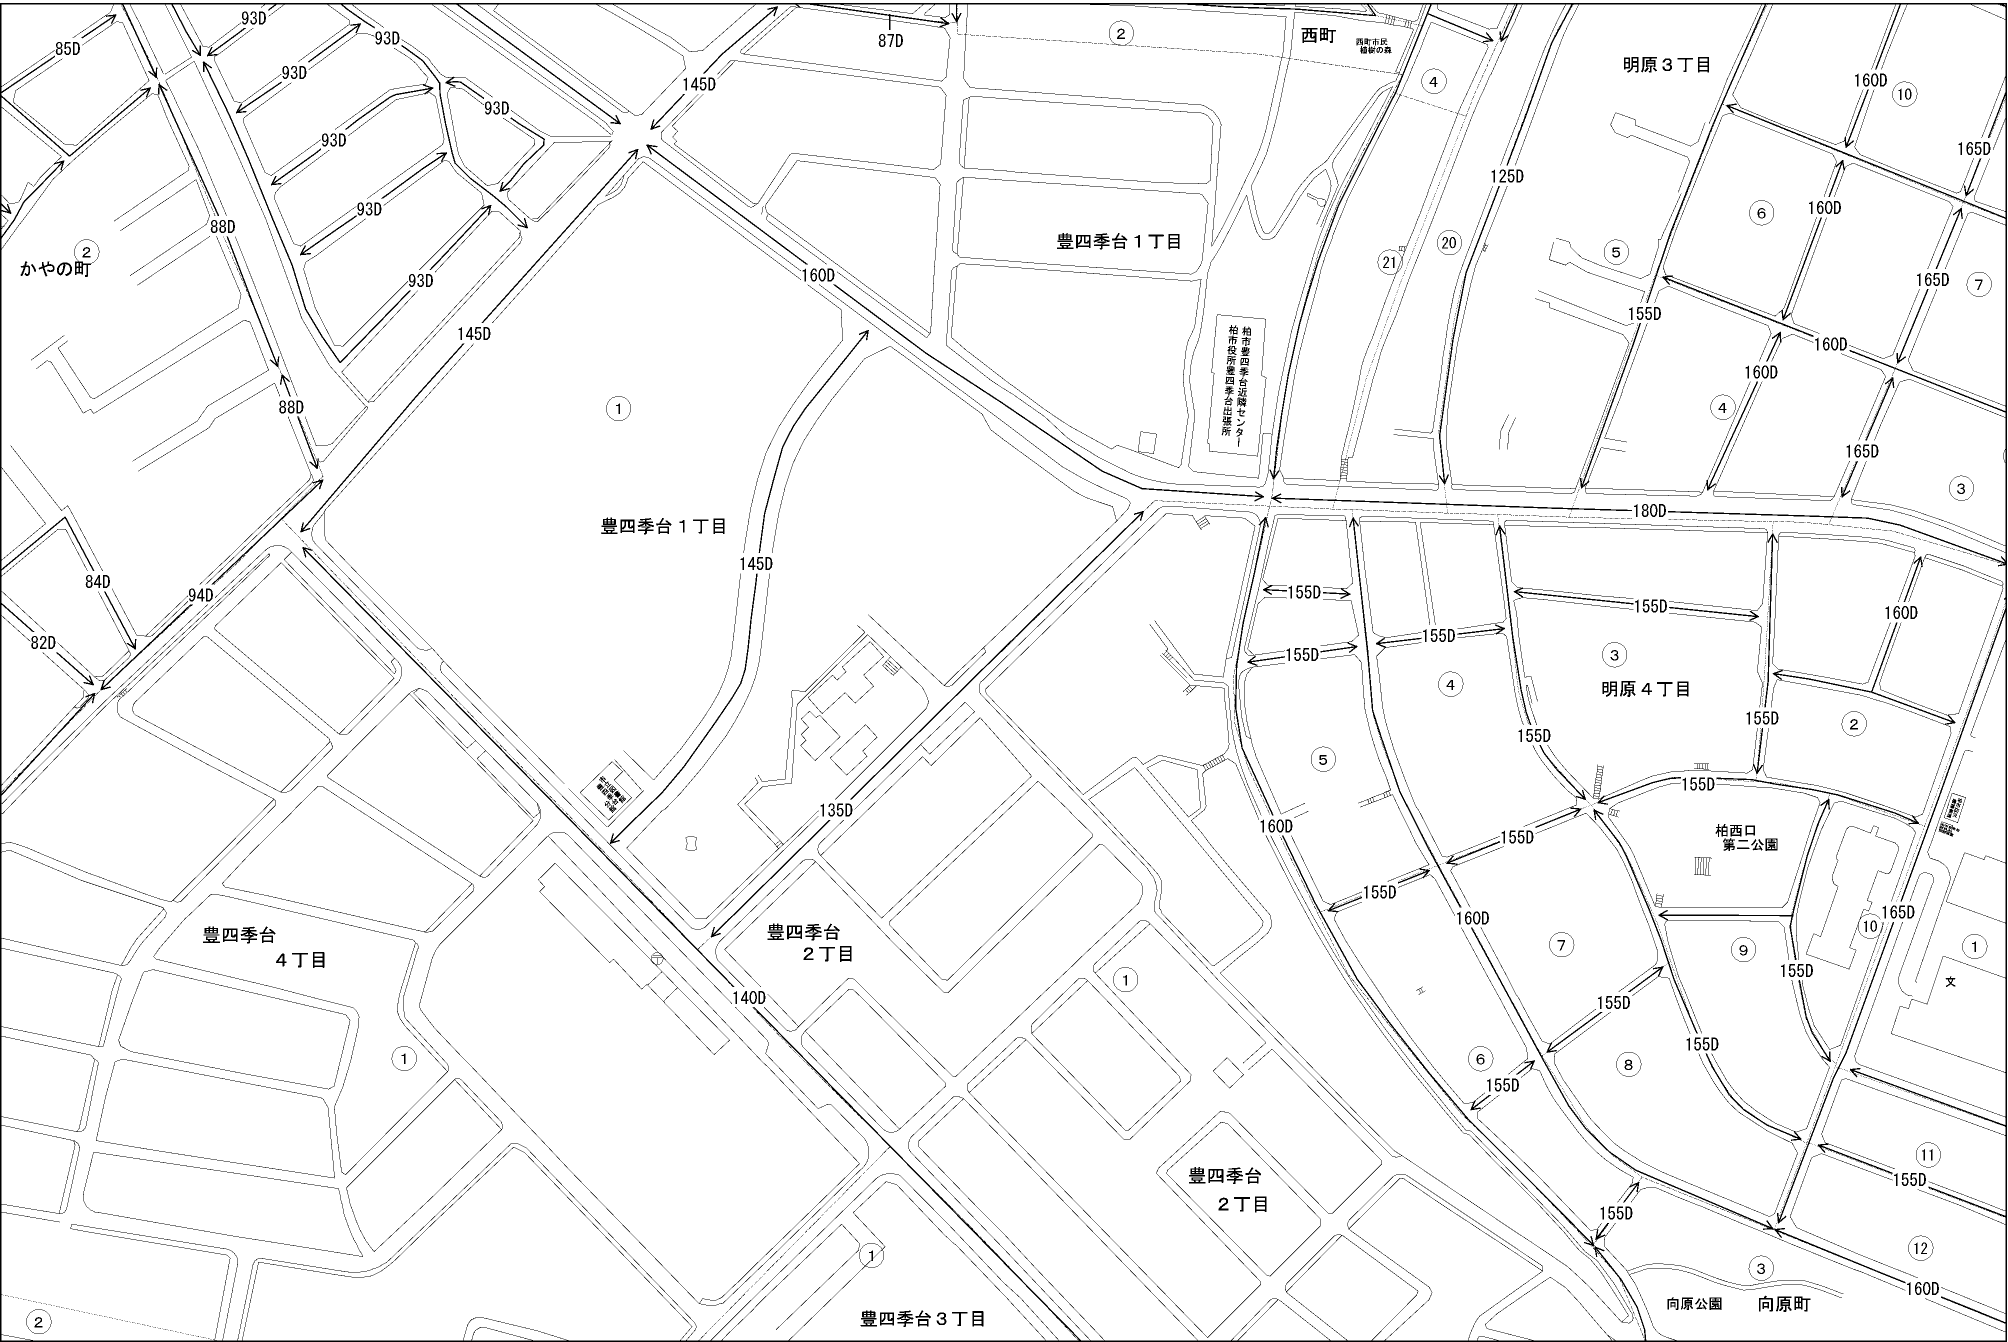 93D
87D
②
西町
西町市民
植樹の森
明原３丁目
85D
93D
93D
145D
④
160D
⑩
93D
93D
165D
125D
93D
⑥
160D
88D
②
かやの町
豊四季台１丁目
⑳
㉑
⑤
160D
93D
165D
⑦
145D
155D
160D
柏市豊四季台近隣センター
柏市役所豊四季台出張所
160D
88D
①
④
165D
③
180D
豊四季台１丁目
145D
84D
94D
155D
155D
160D
82D
155D
155D
③
④
明原４丁目
155D
②
155D
⑤
155D
135D
160D
155D
柏西口
第二公園
155D
165D
160D
⑩
豊四季台
４丁目
豊四季台
２丁目
⑦
⑨
①
①
155D
文
140D
155D
155D
①
⑥
⑧
155D
豊四季台
２丁目
⑪
155D
155D
①
⑫
③
160D
豊四季台３丁目
向原公園
向原町
②